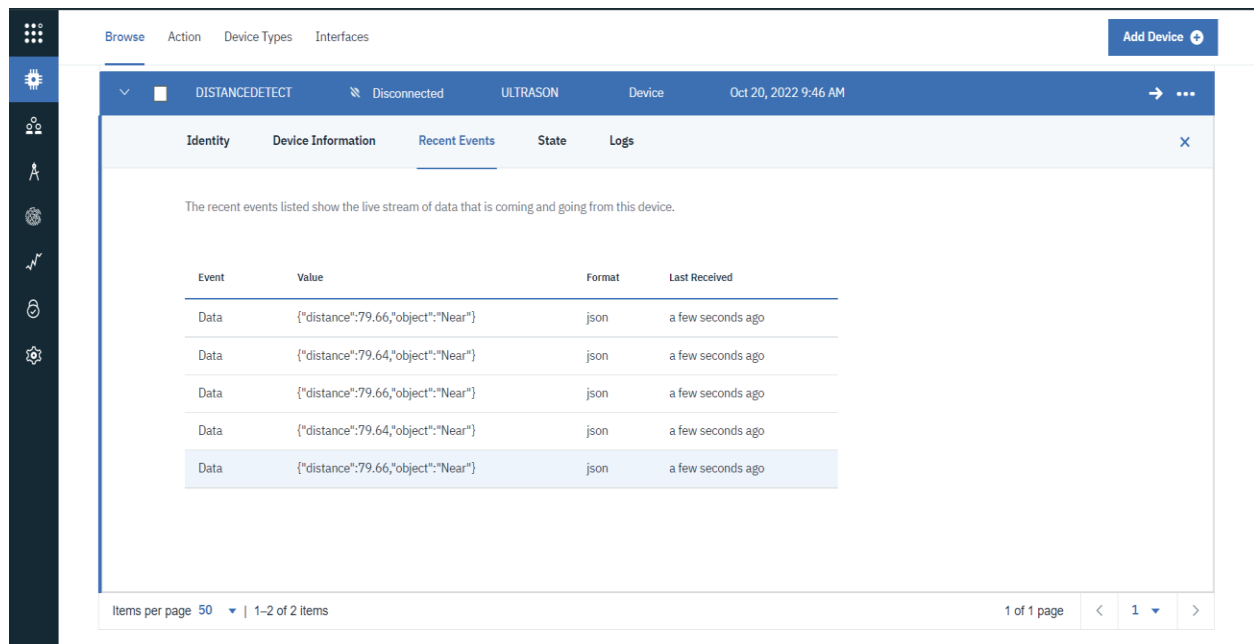 Browse Action Device Types Interfaces Add Device
DISTANCEDETECT Disconnected ULTRASON Device Oct 20, 2022 9:46 AM
Identity Device Information Recent Events State Logs
The recent events listed show the live stream of data that is coming and going from this device.
Event Value Format Last Received
Data {"distance":79.66,"object":"Near"} json a few seconds ago
Data {"distance":79.64,"object":"Near"} json a few seconds ago
Data {"distance":79.66,"object":"Near"} json a few seconds ago
Data {"distance":79.64,"object":"Near"} json a few seconds ago
Data {"distance":79.66,"object":"Near"} json a few seconds ago
Items per page 50 | 1–2 of 2 items 1 of 1 page 1